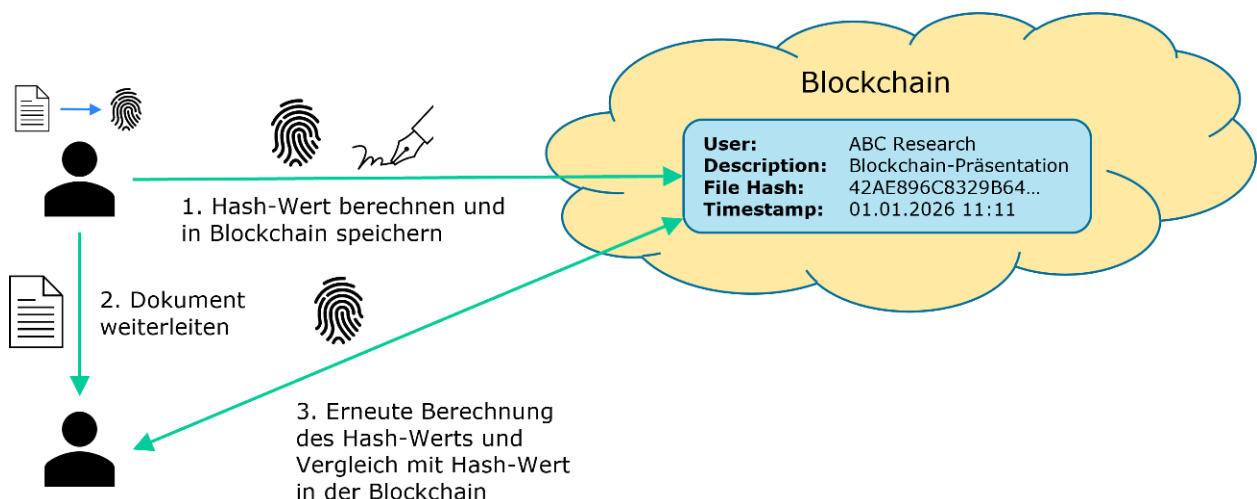 Blockchain
User: ABC Research
Description: Blockchain-Präsentation
File Hash: 42AE896C8329B64...
Timestamp: 01.01.2026 11:11
1. Hash-Wert berechnen und
in Blockchain speichern
2. Dokument
weiterleiten
3. Erneute Berechnung
des Hash-Werts und
Vergleich mit Hash-Wert
in der Blockchain